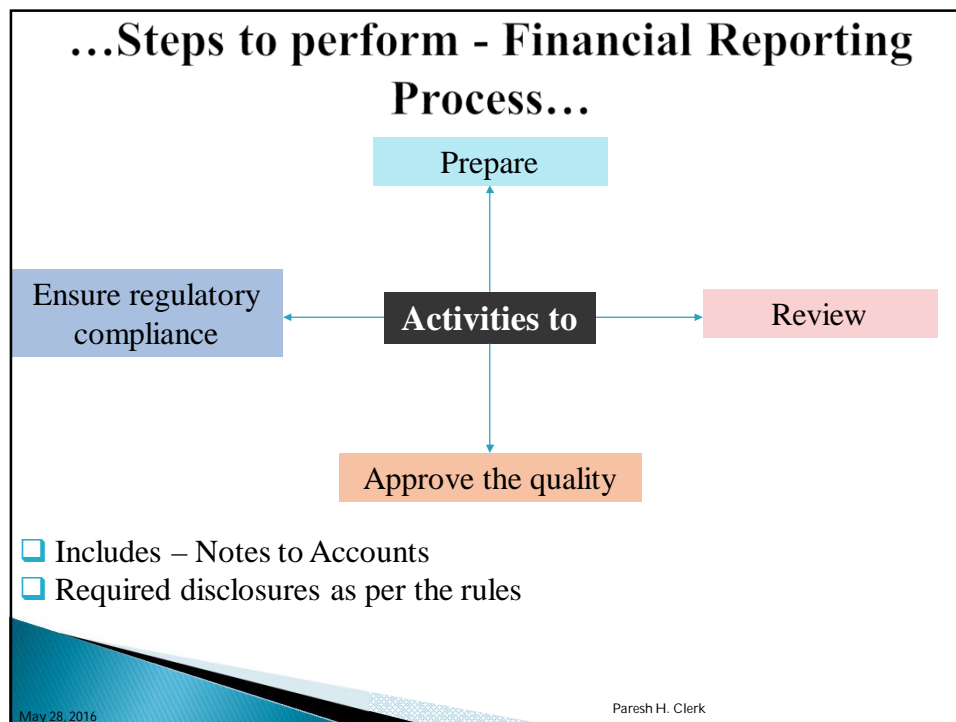 …Steps to perform - Financial Reporting
Process…
Prepare
Ensure regulatory
compliance
Activities to
Review
Approve the quality
Includes – Notes to Accounts
Required disclosures as per the rules
May 28, 2016
Paresh H. Clerk